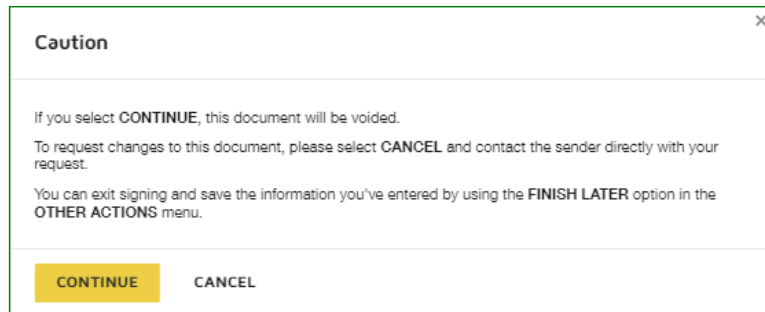 Caution
If you select CONTINUE, this document will be voided.
To request changes to this document, please select CANCEL and contact the sender directly with your
request.
You can exit signing and save the information you've entered by using the FINISH LATER option in the
OTHER ACTIONS menu.
CONTINUE CANCEL